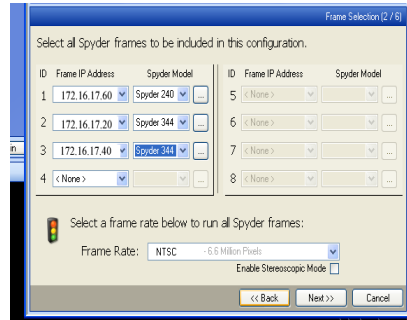 Frame Selection (2 / 6)
Select all Spyder frames to be included in this configuration.
ID Frame IP Address Spyder Model ID Frame IP Address Spyder Model
1 172.16.17.60 Spyder 240 ... 5 < None > ...
2 172.16.17.20 Spyder 344 ... 6 < None > ...
3 172.16.17.40 Spyder 344 ... 7 < None > ...
4 < None > ... 8 < None > ...
Select a frame rate below to run all Spyder frames:
Frame Rate: NTSC - 6.6 Million Pixels
Enable Stereoscopic Mode
<< Back Next >> Cancel